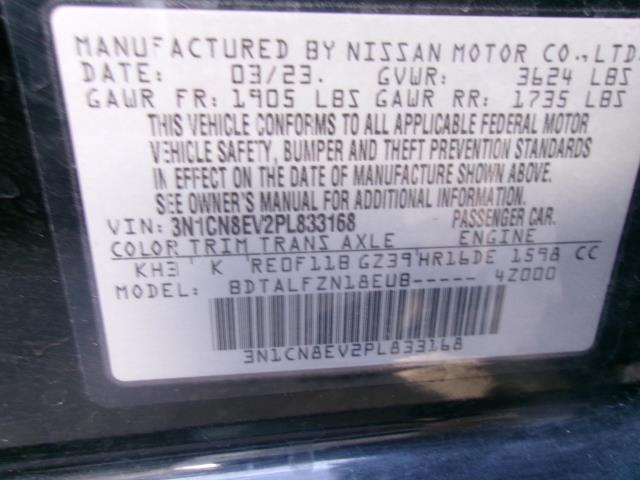 MANUFACTURED BY NISSAN MOTOR CO.,LTD.
DATE: 03/23. GVWR: 3624 LBS
GAWR FR: 1905 LBS GAWR RR: 1735 LBS
THIS VEHICLE CONFORMS TO ALL APPLICABLE FEDERAL MOTOR
VEHICLE SAFETY, BUMPER AND THEFT PREVENTION STANDARDS
IN EFFECT ON THE DATE OF MANUFACTURE SHOWN ABOVE.
SEE OWNER'S MANUAL FOR ADDITIONAL INFORMATION.
VIN: 3N1CN8EV2PL833168 PASSENGER CAR.
COLOR TRIM TRANS AXLE ENGINE
KH3 K RE0F11B GZ39 HR16DE 1598 CC
MODEL: BDTALFZN18EUB----- 4Z000
3N1CN8EV2PL833168